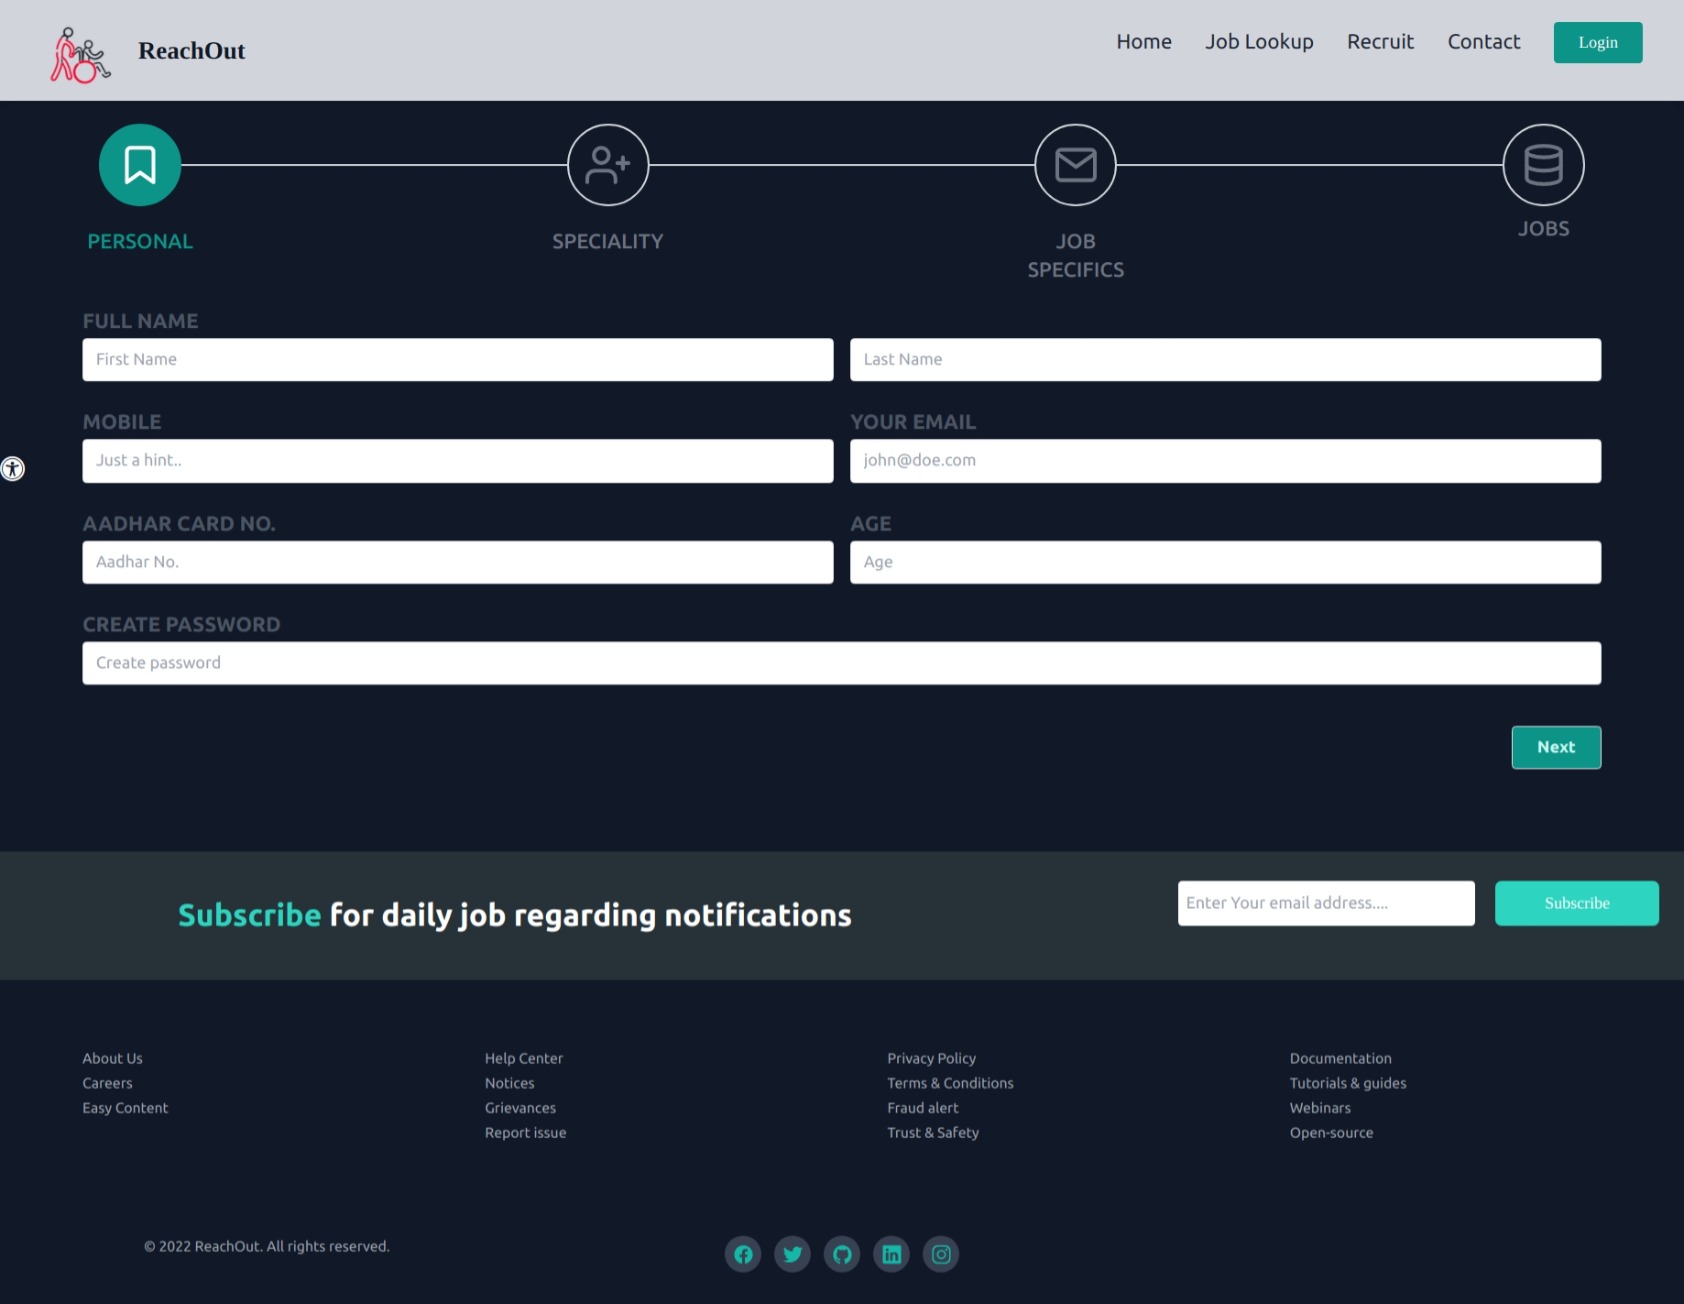 ReachOut
Home
Job Lookup
Recruit
Contact
Login
PERSONAL
SPECIALITY
JOB
SPECIFICS
JOBS
FULL NAME
First Name
Last Name
MOBILE
YOUR EMAIL
Just a hint..
john@doe.com
AADHAR CARD NO.
AGE
Aadhar No.
Age
CREATE PASSWORD
Create password
Next
Subscribe for daily job regarding notifications
Enter Your email address....
Subscribe
About Us
Careers
Easy Content
Help Center
Notices
Grievances
Report issue
Privacy Policy
Terms & Conditions
Fraud alert
Trust & Safety
Documentation
Tutorials & guides
Webinars
Open-source
© 2022 ReachOut. All rights reserved.